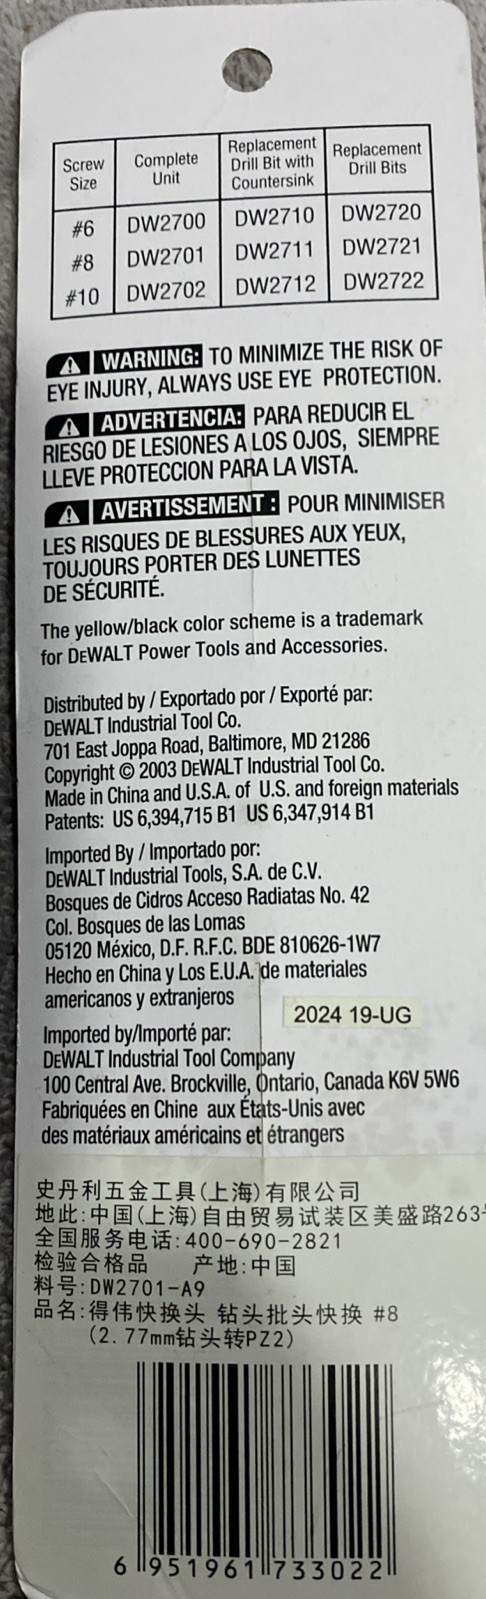 Screw Size | Complete Unit | Replacement Drill Bit with Countersink | Replacement Drill Bits
#6 | DW2700 | DW2710 | DW2720
#8 | DW2701 | DW2711 | DW2721
#10 | DW2702 | DW2712 | DW2722
WARNING: TO MINIMIZE THE RISK OF
EYE INJURY, ALWAYS USE EYE PROTECTION.
ADVERTENCIA: PARA REDUCIR EL
RIESGO DE LESIONES A LOS OJOS, SIEMPRE
LLEVE PROTECCION PARA LA VISTA.
AVERTISSEMENT : POUR MINIMISER
LES RISQUES DE BLESSURES AUX YEUX,
TOUJOURS PORTER DES LUNETTES
DE SÉCURITÉ.
The yellow/black color scheme is a trademark
for DEWALT Power Tools and Accessories.
Distributed by / Exportado por / Exporté par:
DEWALT Industrial Tool Co.
701 East Joppa Road, Baltimore, MD 21286
Copyright © 2003 DEWALT Industrial Tool Co.
Made in China and U.S.A. of U.S. and foreign materials
Patents: US 6,394,715 B1 US 6,347,914 B1
Imported By / Importado por:
DEWALT Industrial Tools, S.A. de C.V.
Bosques de Cidros Acceso Radiatas No. 42
Col. Bosques de las Lomas
05120 México, D.F. R.F.C. BDE 810626-1W7
Hecho en China y Los E.U.A. de materiales
americanos y extranjeros
2024 19-UG
Imported by/Importé par:
DEWALT Industrial Tool Company
100 Central Ave. Brockville, Ontario, Canada K6V 5W6
Fabriquées en Chine aux États-Unis avec
des matériaux américains et étrangers
史丹利五金工具(上海)有限公司
地此:中国(上海)自由贸易试装区美盛路263
全国服务电话:400-690-2821
检验合格品 产地:中国
料号:DW2701-A9
品名:得伟快换头 钻头批头快换 #8
(2.77mm钻头转PZ2)
6 951961 733022